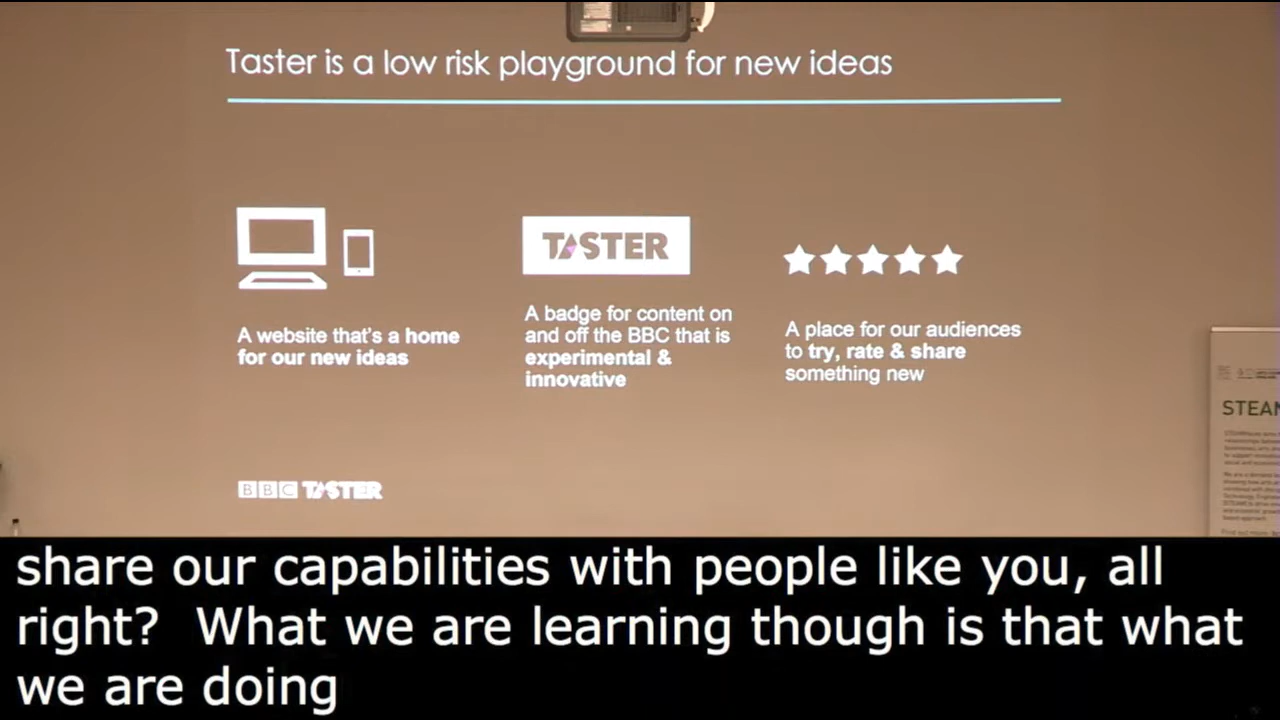 Taster is a low risk playground for new ideas
TASTER
A website that's a home
for our new ideas
A badge for content on
and off the BBC that is
experimental &
innovative
A place for our audiences
to try, rate & share
something new
BBC TASTER
STEAM
share our capabilities with people like you, all
right?  What we are learning though is that what
we are doing